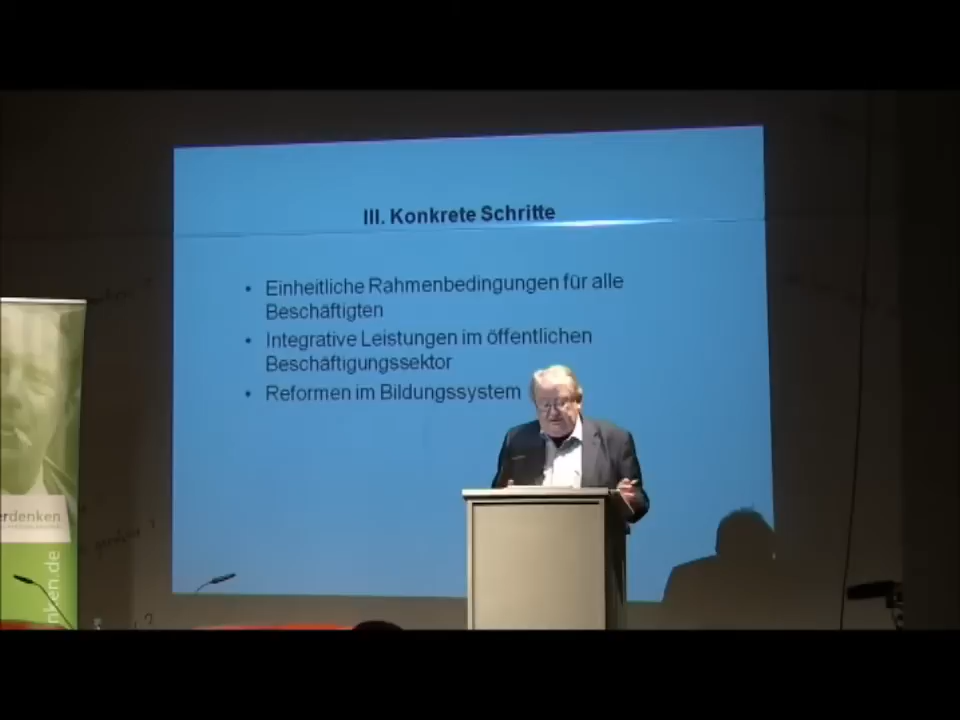 III. Konkrete Schritte
• Einheitliche Rahmenbedingungen für alle
Beschäftigten
• Integrative Leistungen im öffentlichen
Beschäftigungssektor
• Reformen im Bildungssystem
erdenken
nken.de